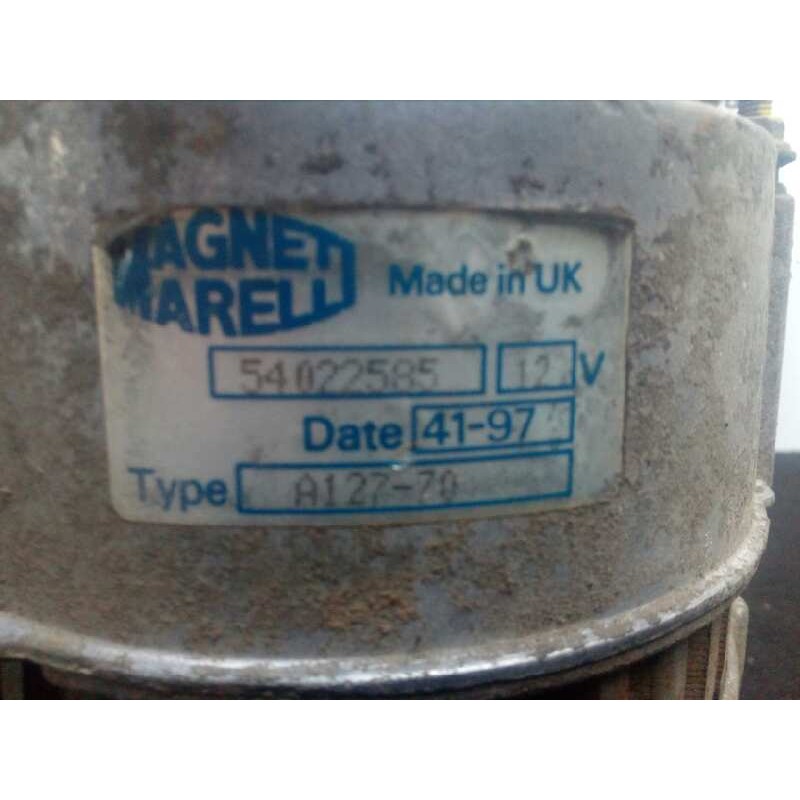 MAGNETI
MARELLI
Made in UK
54022585 12 V
Date 41-97
Type A127-70